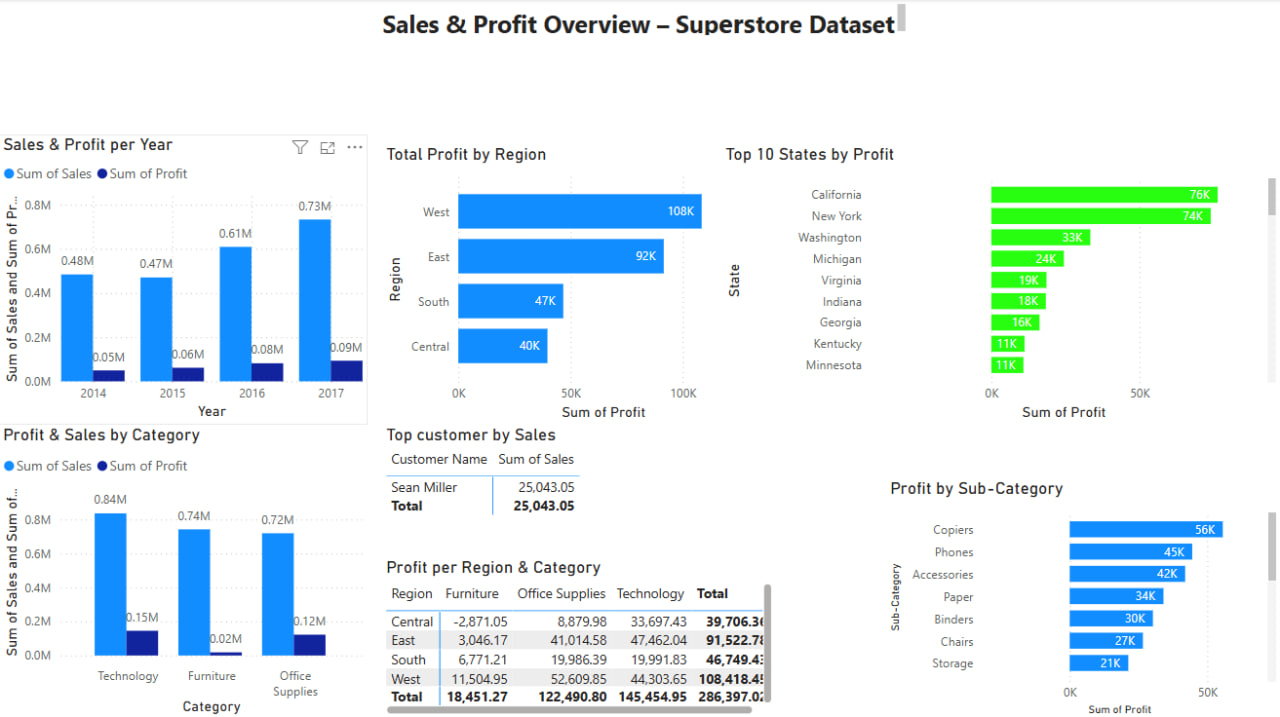 Sales & Profit Overview – Superstore Dataset
Sales & Profit per Year
Sum of Sales Sum of Profit
Sum of Sales and Sum of Pr...
0.8M
0.6M
0.4M
0.2M
0.0M
0.48M
0.05M
0.47M
0.06M
0.61M
0.08M
0.73M
0.09M
2014 2015 2016 2017
Year
Total Profit by Region
Region
West 108K
East 92K
South 47K
Central 40K
0K 50K 100K
Sum of Profit
Top 10 States by Profit
State
California 76K
New York 74K
Washington 33K
Michigan 24K
Virginia 19K
Indiana 18K
Georgia 16K
Kentucky 11K
Minnesota 11K
0K 50K
Sum of Profit
Profit & Sales by Category
Sum of Sales Sum of Profit
Sum of Sales and Sum of...
0.8M
0.6M
0.4M
0.2M
0.0M
0.84M
0.15M
0.74M
0.02M
0.72M
0.12M
Technology Furniture Office
Supplies
Category
Top customer by Sales
Customer Name Sum of Sales
Sean Miller 25,043.05
Total 25,043.05
Profit per Region & Category
Region Furniture Office Supplies Technology Total
Central -2,871.05 8,879.98 33,697.43 39,706.36
East 3,046.17 41,014.58 47,462.04 91,522.78
South 6,771.21 19,986.39 19,991.83 46,749.43
West 11,504.95 52,609.85 44,303.65 108,418.45
Total 18,451.27 122,490.80 145,454.95 286,397.02
Profit by Sub-Category
Sub-Category
Copiers 56K
Phones 45K
Accessories 42K
Paper 34K
Binders 30K
Chairs 27K
Storage 21K
0K 50K
Sum of Profit